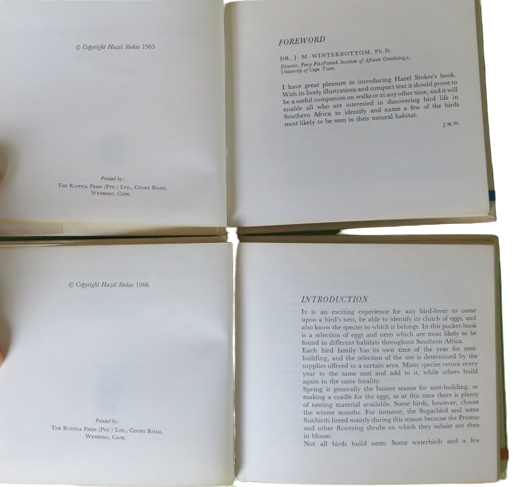 © Copyright Hazel Stokes 1965
Printed by:
THE RUSTICA PRESS (PTY.) LTD., COURT ROAD,
WYNBERG, CAPE.
FOREWORD
DR. J. M. WINTERBOTTOM, Ph.D.
Director, Percy FitzPatrick Institute of African Ornithology,
University of Cape Town.
I have great pleasure in introducing Hazel Stokes's book.
With its lively illustrations and compact text it should prove to
be a useful companion on walks or at any other time, and it will
enable all who are interested in discovering bird life in
Southern Africa to identify and name a few of the birds
most likely to be seen in their natural habitat.
J.M.W.
© Copyright Hazel Stokes 1966
Printed by:
THE RUSTICA PRESS (PTY.) LTD., COURT ROAD,
WYNBERG, CAPE.
INTRODUCTION
It is an exciting experience for any bird-lover to come
upon a bird's nest, be able to identify its clutch of eggs, and
also know the species to which it belongs. In this pocket-book
is a selection of eggs and nests which are most likely to be
found in different habitats throughout Southern Africa.
Each bird family has its own time of the year for nest-
building, and the selection of the site is determined by the
supplies offered in a certain area. Many species return every
year to the same nest and add to it, while others build
again in the same locality.
Spring is generally the busiest season for nest-building, or
making a cradle for the eggs, as at this time there is plenty
of nesting material available. Some birds, however, choose
the winter months. For instance, the Sugarbird and some
Sunbirds breed mainly during this season because the Proteas
and other flowering shrubs on which they subsist are then
in bloom.
Not all birds build nests. Some waterbirds and a few